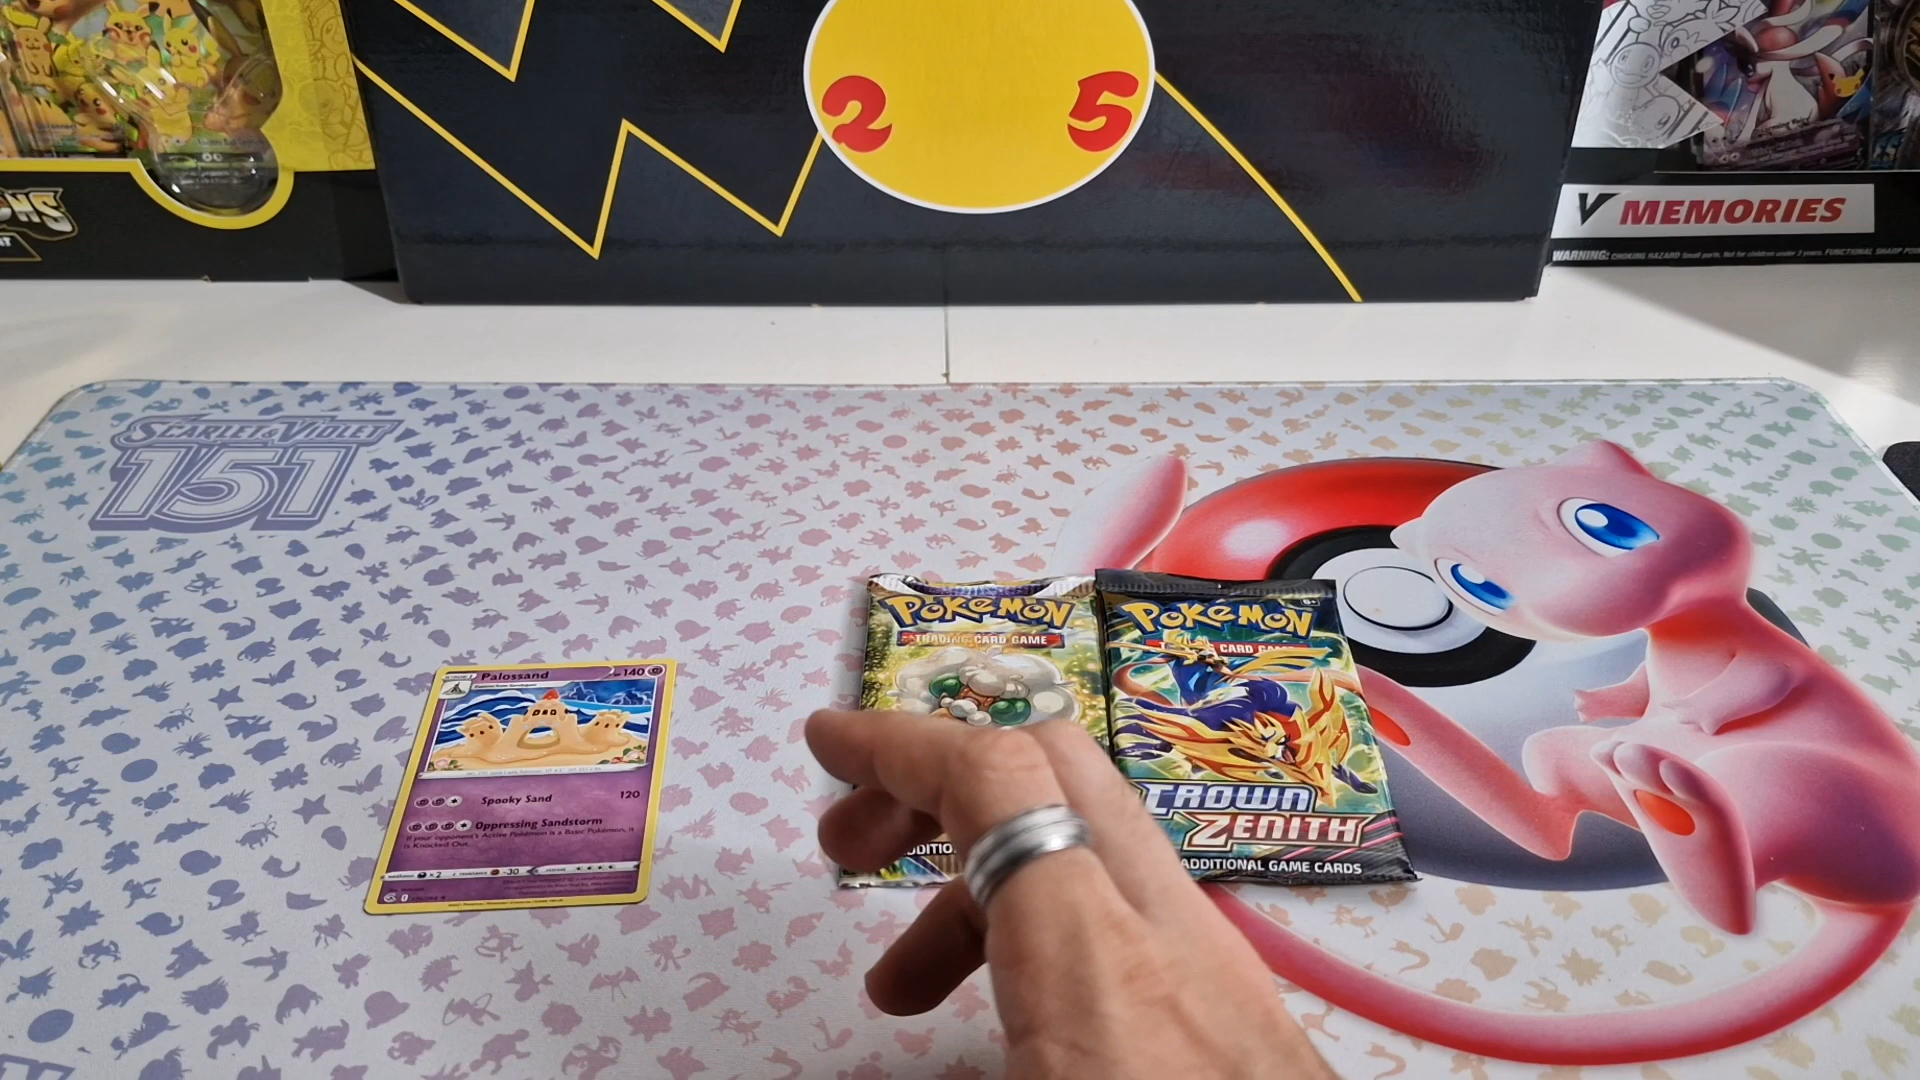 2 5
MEMORIES
WARNING: CHOKING HAZARD Small parts. Not for children under 3 years. FUNCTIONAL SHARP
SCARLET & VIOLET
151
POKéMON
TRADING CARD GAME
POKéMON
CARD GAME
6+
CROWN
ZENITH
ADDITIONAL GAME CARDS
Palossand
140
Spooky Sand 120
Oppressing Sandstorm
If your opponent's Active Pokémon is a Basic Pokémon, it
is Knocked Out.
×2
-30